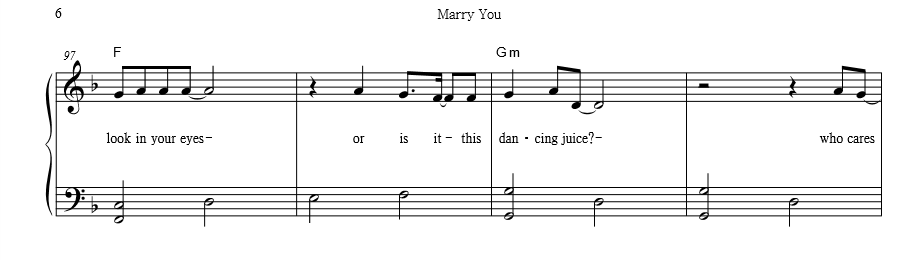 6
Marry You
97
F
Gm
look in your eyes– or is it – this dan - cing juice?– who cares